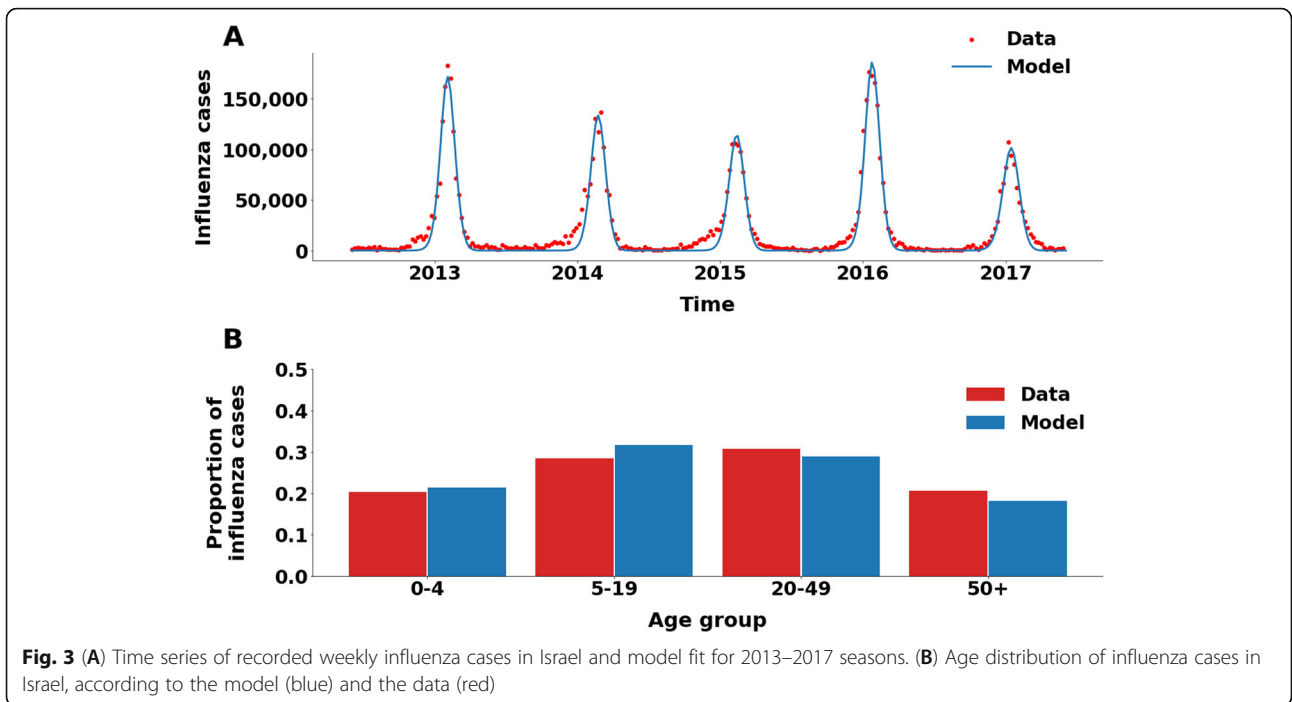 A
Data
Model
Influenza cases
150,000
100,000
50,000
0
2013 2014 2015 2016 2017
Time
B
Data
Model
Proportion of
influenza cases
0.5
0.4
0.3
0.2
0.1
0.0
0-4 5-19 20-49 50+
Age group
Fig. 3 (A) Time series of recorded weekly influenza cases in Israel and model fit for 2013–2017 seasons. (B) Age distribution of influenza cases in
Israel, according to the model (blue) and the data (red)